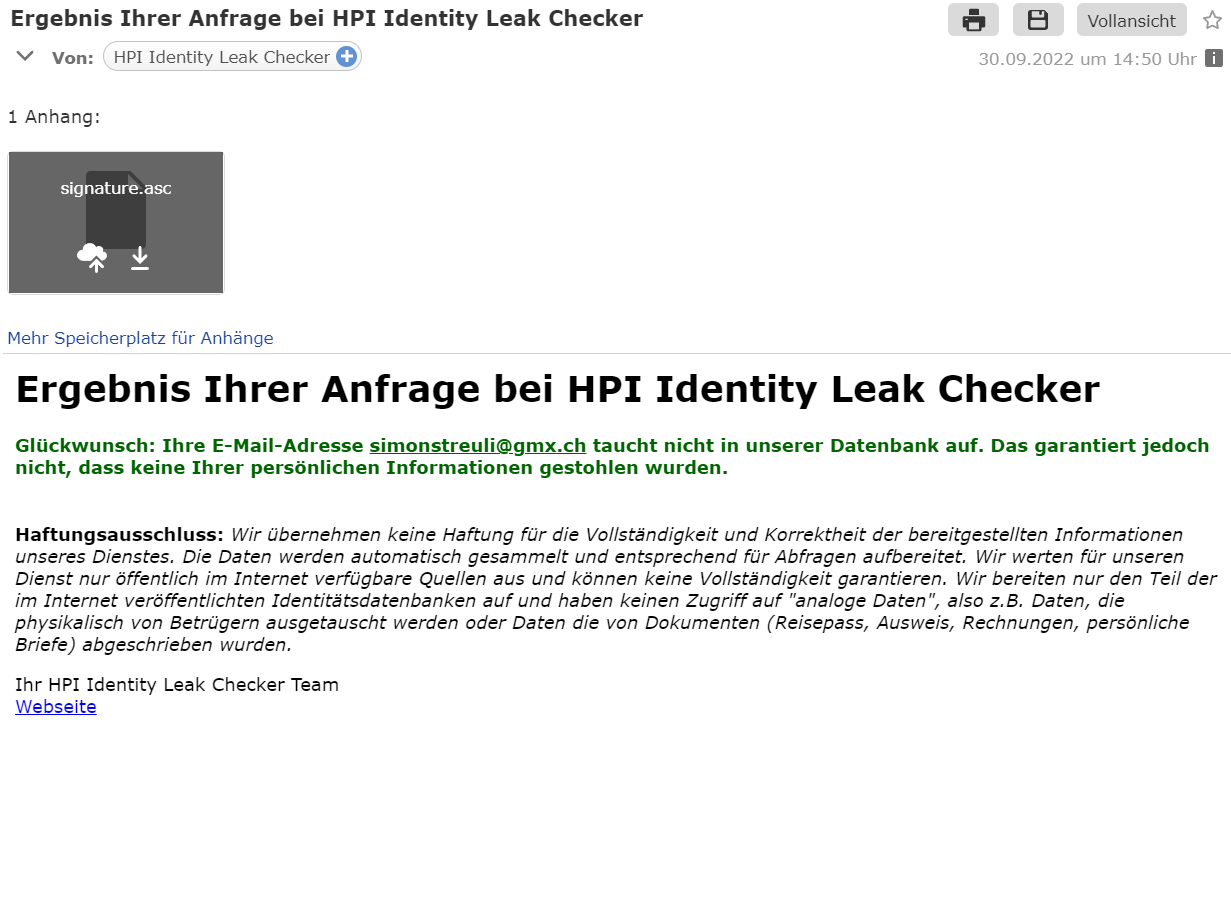 Ergebnis Ihrer Anfrage bei HPI Identity Leak Checker
Vollansicht
Von: HPI Identity Leak Checker
30.09.2022 um 14:50 Uhr
1 Anhang:
signature.asc
Mehr Speicherplatz für Anhänge
Ergebnis Ihrer Anfrage bei HPI Identity Leak Checker
Glückwunsch: Ihre E-Mail-Adresse simonstreuli@gmx.ch taucht nicht in unserer Datenbank auf. Das garantiert jedoch
nicht, dass keine Ihrer persönlichen Informationen gestohlen wurden.
Haftungsausschluss: Wir übernehmen keine Haftung für die Vollständigkeit und Korrektheit der bereitgestellten Informationen
unseres Dienstes. Die Daten werden automatisch gesammelt und entsprechend für Abfragen aufbereitet. Wir werten für unseren
Dienst nur öffentlich im Internet verfügbare Quellen aus und können keine Vollständigkeit garantieren. Wir bereiten nur den Teil der
im Internet veröffentlichten Identitätsdatenbanken auf und haben keinen Zugriff auf "analoge Daten", also z.B. Daten, die
physikalisch von Betrügern ausgetauscht werden oder Daten die von Dokumenten (Reisepass, Ausweis, Rechnungen, persönliche
Briefe) abgeschrieben wurden.
Ihr HPI Identity Leak Checker Team
Webseite